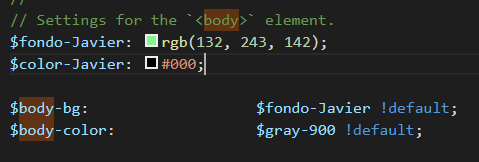 //
// Settings for the `<body>` element.
$fondo-Javier: rgb(132, 243, 142);
$color-Javier: #000;
$body-bg: $fondo-Javier !default;
$body-color: $gray-900 !default;